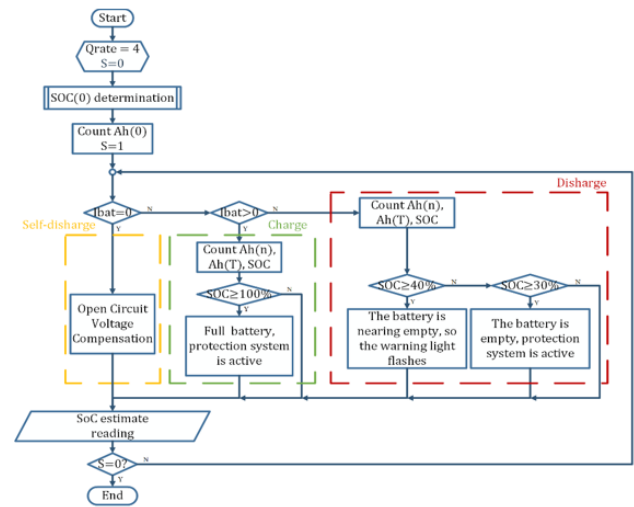 Start
Qrate = 4
S=0
SOC(0) determination
Count Ah(0)
S=1
Disharge
Ibat=0
N
Ibat>0
N
Count Ah(n),
Ah(T), SOC
Self-disharge
Y
Y
Charge
Count Ah(n),
Ah(T), SOC
SOC≥100%
N
SOC≥40%
N
SOC≥30%
N
Y
Y
Y
Open Circuit
Voltage
Compensation
Full battery,
protection system
is active
The battery is
nearing empty, so
the warning light
flashes
The battery is
empty, protection
system is active
SoC estimate
reading
S=0?
N
Y
End